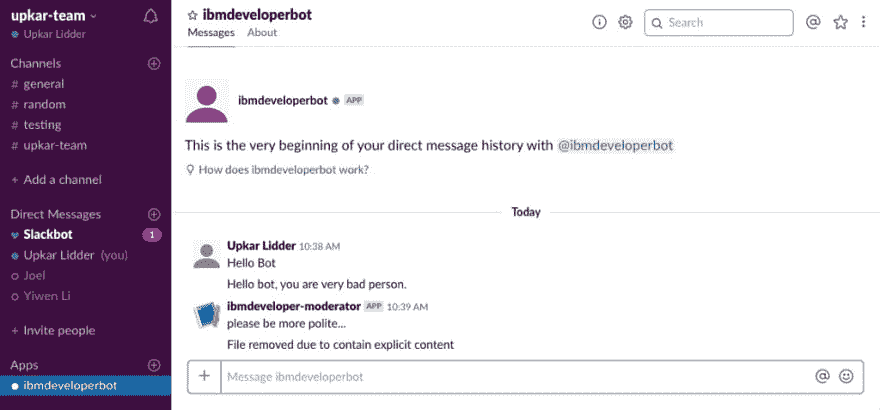 upkar-team
Upkar Lidder
Channels
# general
# random
# testing
# upkar-team
+ Add a channel
Direct Messages
Slackbot
1
Upkar Lidder (you)
Joel
Yiwen Li
+ Invite people
Apps
ibmdeveloperbot
ibmdeveloperbot
Messages
About
Search
ibmdeveloperbot APP
This is the very beginning of your direct message history with @ibmdeveloperbot
How does ibmdeveloperbot work?
Today
Upkar Lidder 10:38 AM
Hello Bot
Hello bot, you are very bad person.
ibmdeveloper-moderator APP 10:39 AM
please be more polite...
File removed due to contain explicit content
+ Message ibmdeveloperbot @